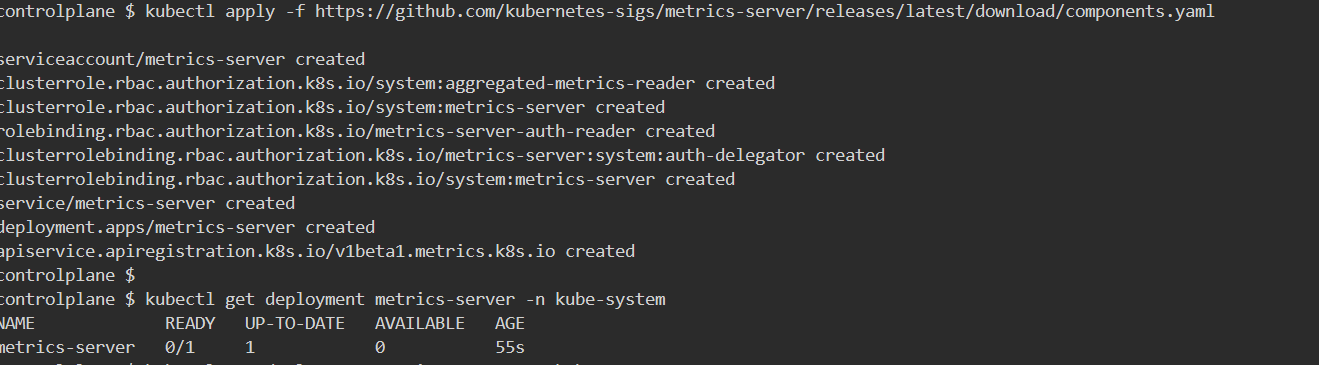 controlplane $ kubectl apply -f https://github.com/kubernetes-sigs/metrics-server/releases/latest/download/components.yaml
serviceaccount/metrics-server created
clusterrole.rbac.authorization.k8s.io/system:aggregated-metrics-reader created
clusterrole.rbac.authorization.k8s.io/system:metrics-server created
rolebinding.rbac.authorization.k8s.io/metrics-server-auth-reader created
clusterrolebinding.rbac.authorization.k8s.io/metrics-server:system:auth-delegator created
clusterrolebinding.rbac.authorization.k8s.io/system:metrics-server created
service/metrics-server created
deployment.apps/metrics-server created
apiservice.apiregistration.k8s.io/v1beta1.metrics.k8s.io created
controlplane $
controlplane $ kubectl get deployment metrics-server -n kube-system
NAME READY UP-TO-DATE AVAILABLE AGE
metrics-server 0/1 1 0 55s